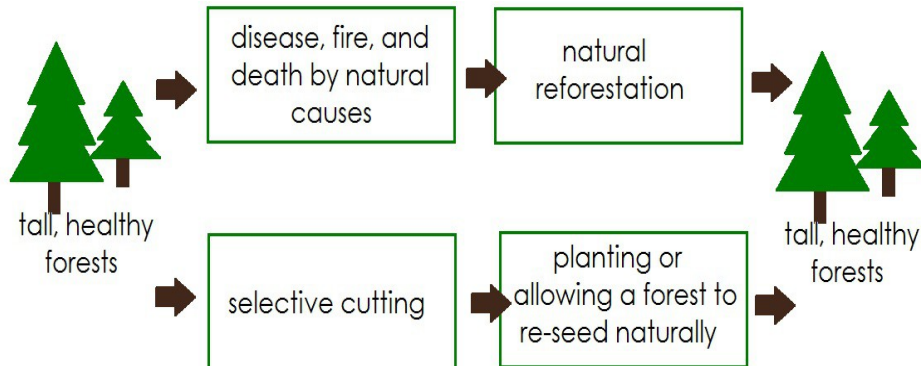 disease, fire, and
death by natural
causes
natural
reforestation
tall, healthy
forests
tall, healthy
forests
selective cutting
planting or
allowing a forest to
re-seed naturally